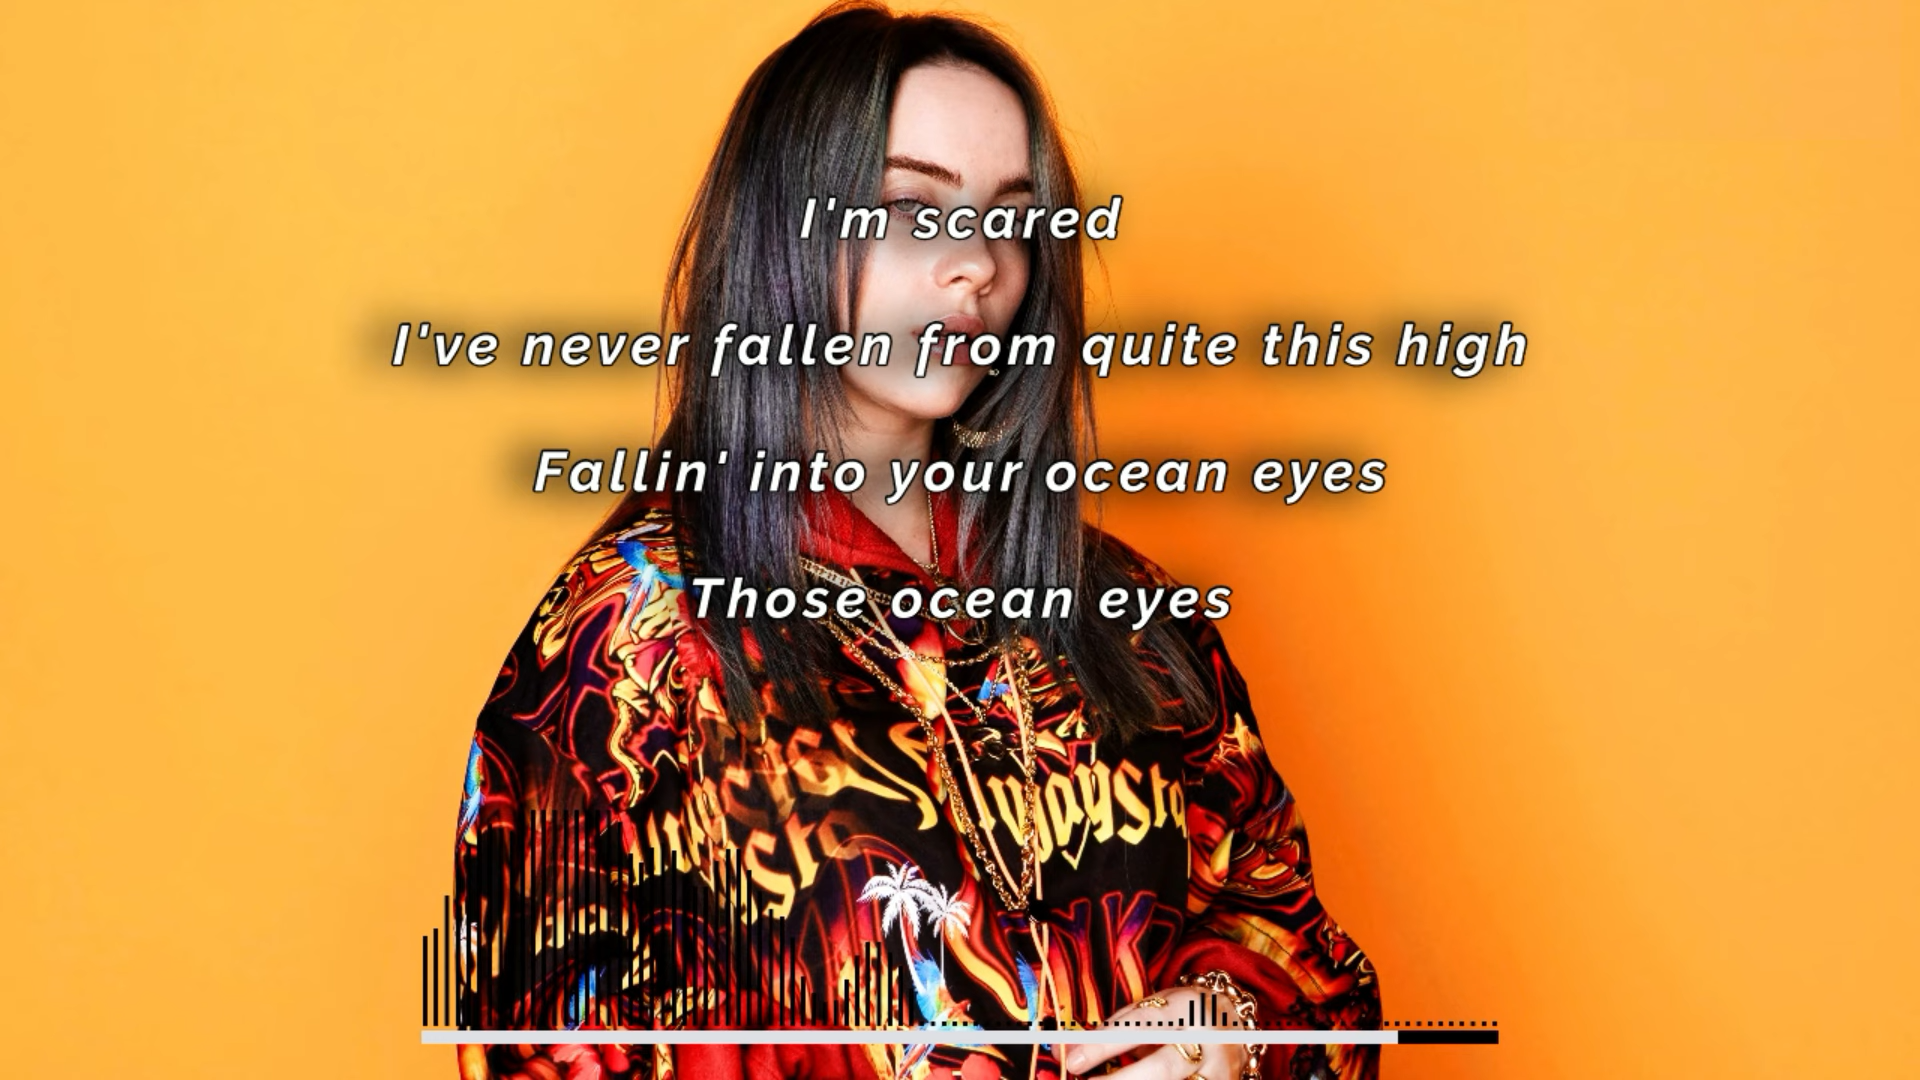 I'm scared
I've never fallen from quite this high
Fallin' into your ocean eyes
Those ocean eyes